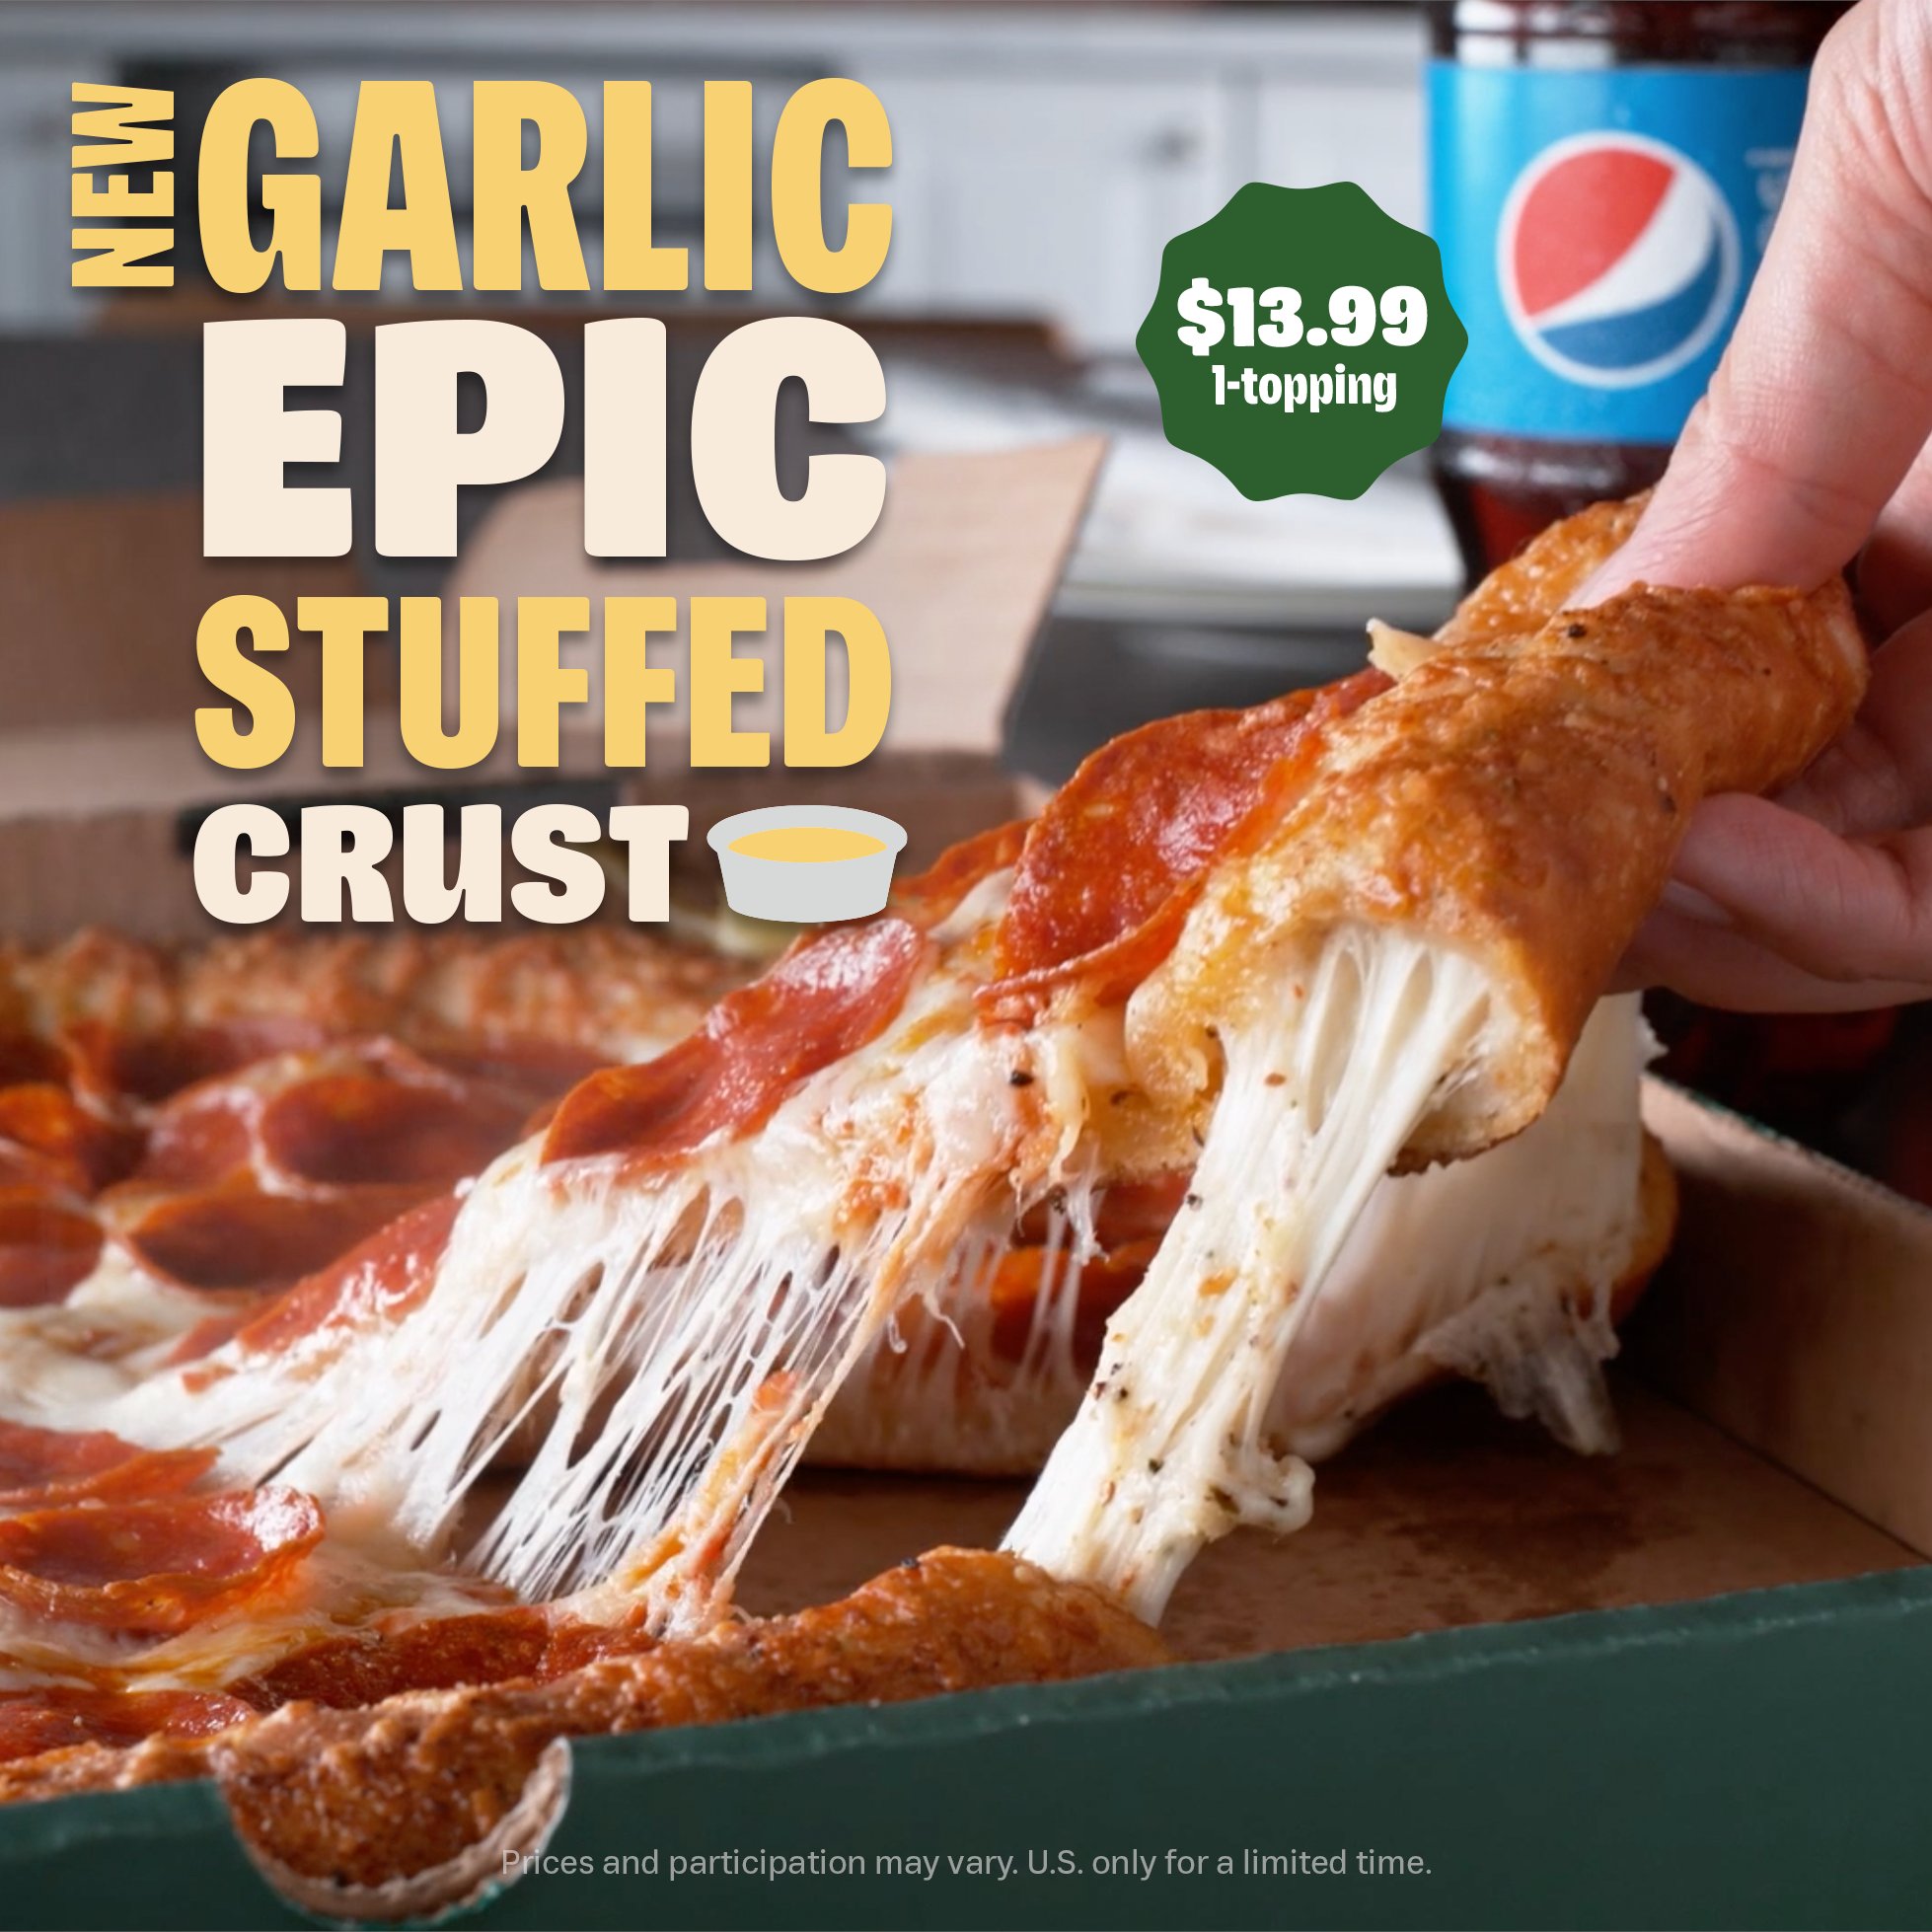 NEW GARLIC
EPIC
STUFFED
CRUST
$13.99
1-topping
Prices and participation may vary. U.S. only for a limited time.